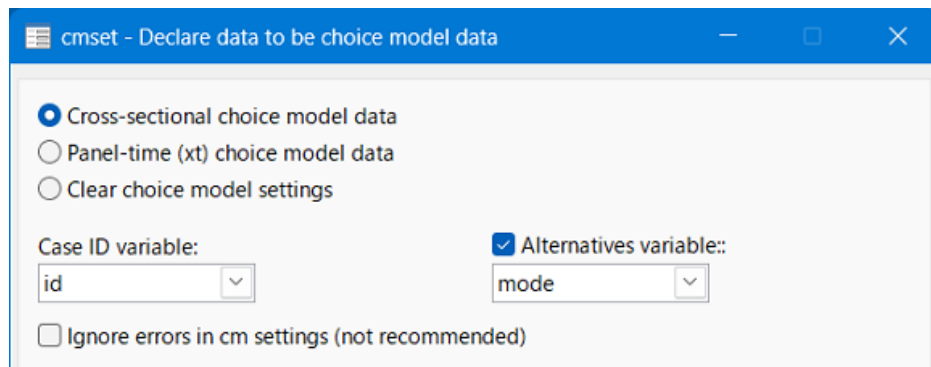 cmset - Declare data to be choice model data
Cross-sectional choice model data
Panel-time (xt) choice model data
Clear choice model settings
Case ID variable:
Alternatives variable::
id
mode
Ignore errors in cm settings (not recommended)